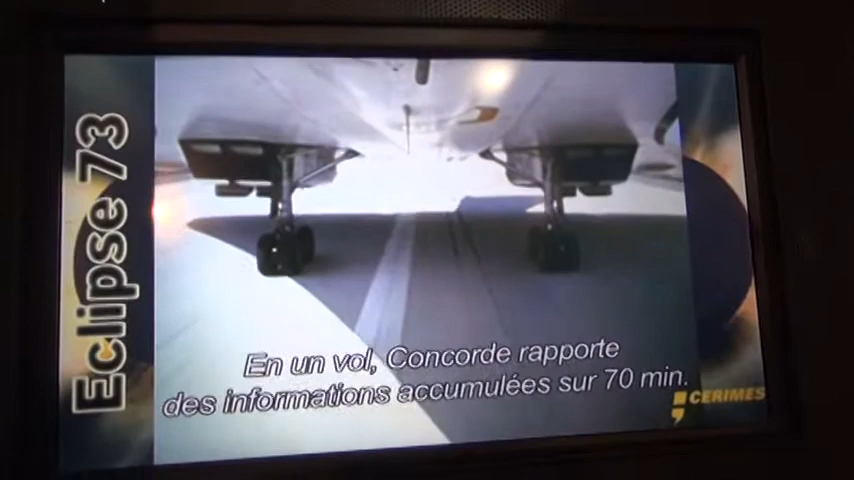 Eclipse 73
En un vol, Concorde rapporte
des informations accumulées sur 70 min.
CERIMES